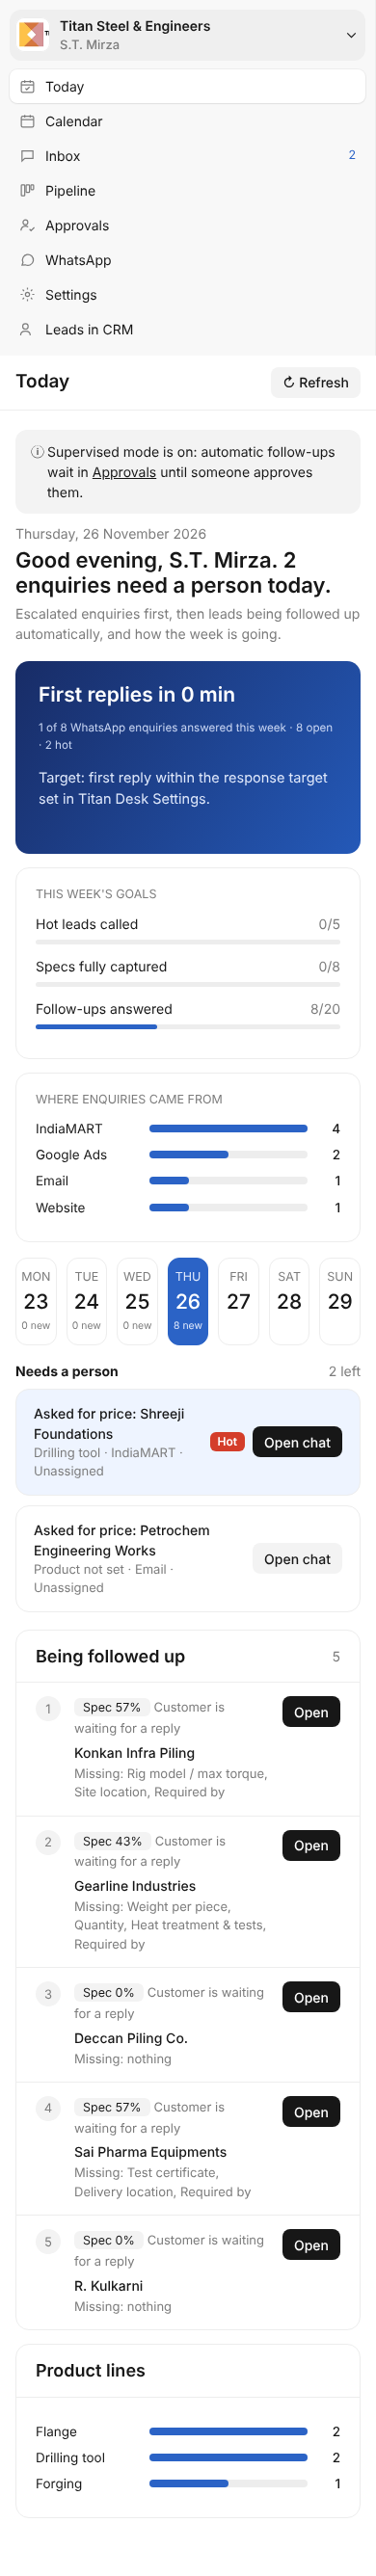 Titan Steel & Engineers
S.T. Mirza
Today
Calendar
Inbox 2
Pipeline
Approvals
WhatsApp
Settings
Leads in CRM
Today
Refresh
Supervised mode is on: automatic follow-ups
wait in Approvals until someone approves
them.
Thursday, 26 November 2026
Good evening, S.T. Mirza. 2
enquiries need a person today.
Escalated enquiries first, then leads being followed up
automatically, and how the week is going.
First replies in 0 min
1 of 8 WhatsApp enquiries answered this week · 8 open
· 2 hot
Target: first reply within the response target
set in Titan Desk Settings.
THIS WEEK'S GOALS
Hot leads called 0/5
Specs fully captured 0/8
Follow-ups answered 8/20
WHERE ENQUIRIES CAME FROM
IndiaMART 4
Google Ads 2
Email 1
Website 1
MON TUE WED THU FRI SAT SUN
23 24 25 26 27 28 29
0 new 0 new 0 new 8 new
Needs a person 2 left
Asked for price: Shreeji
Foundations
Drilling tool · IndiaMART ·
Unassigned
Hot
Open chat
Asked for price: Petrochem
Engineering Works
Product not set · Email ·
Unassigned
Open chat
Being followed up 5
1 Spec 57% Customer is
waiting for a reply
Konkan Infra Piling
Missing: Rig model / max torque,
Site location, Required by
Open
2 Spec 43% Customer is
waiting for a reply
Gearline Industries
Missing: Weight per piece,
Quantity, Heat treatment & tests,
Required by
Open
3 Spec 0% Customer is waiting
for a reply
Deccan Piling Co.
Missing: nothing
Open
4 Spec 57% Customer is
waiting for a reply
Sai Pharma Equipments
Missing: Test certificate,
Delivery location, Required by
Open
5 Spec 0% Customer is waiting
for a reply
R. Kulkarni
Missing: nothing
Open
Product lines
Flange 2
Drilling tool 2
Forging 1